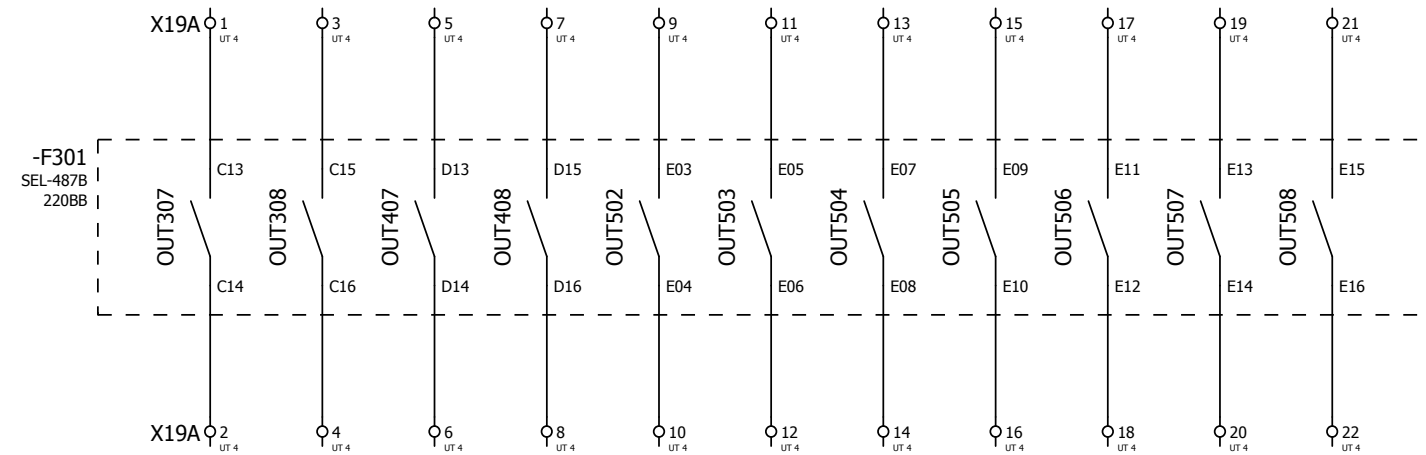 X19A 1 3 5 7 9 11 13 15 17 19 21
UT 4 UT 4 UT 4 UT 4 UT 4 UT 4 UT 4 UT 4 UT 4 UT 4 UT 4
-F301
SEL-487B
220BB
C13 C15 D13 D15 E03 E05 E07 E09 E11 E13 E15
OUT307 OUT308 OUT407 OUT408 OUT502 OUT503 OUT504 OUT505 OUT506 OUT507 OUT508
C14 C16 D14 D16 E04 E06 E08 E10 E12 E14 E16
X19A 2 4 6 8 10 12 14 16 18 20 22
UT 4 UT 4 UT 4 UT 4 UT 4 UT 4 UT 4 UT 4 UT 4 UT 4 UT 4